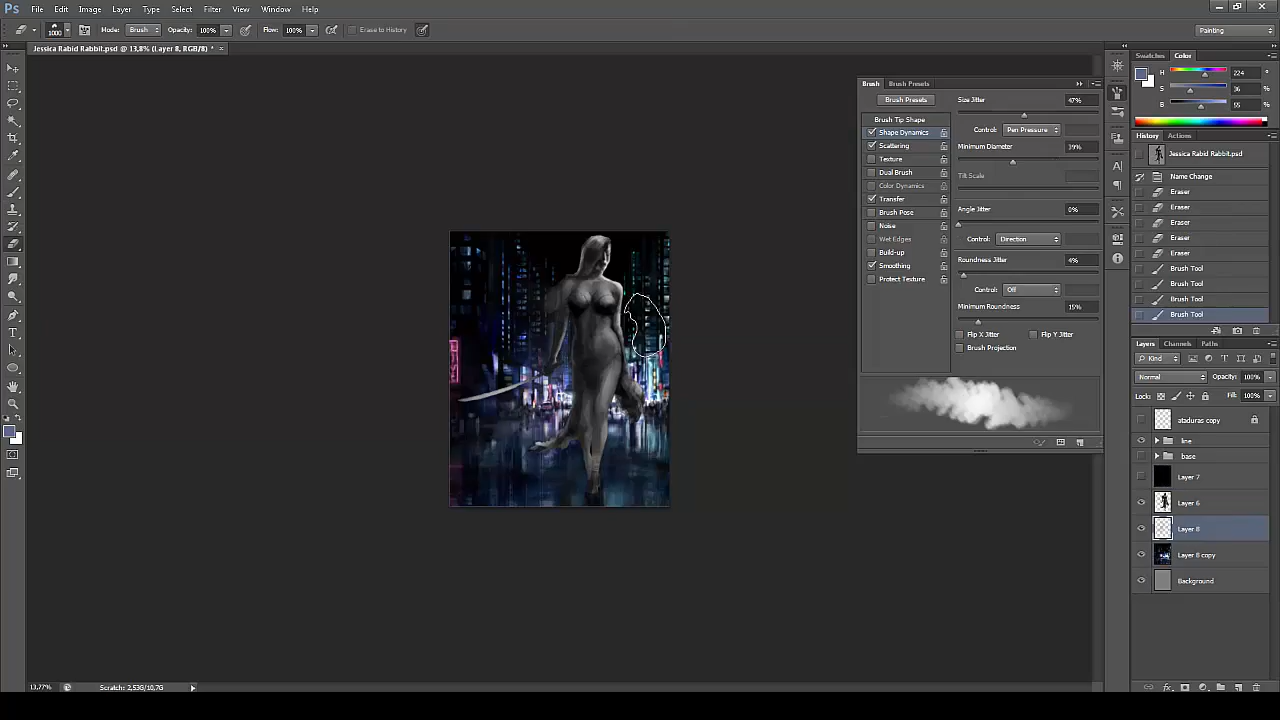 Ps File Edit Image Layer Type Select Filter View Window Help
1000 Mode: Brush Opacity: 100% Flow: 100% Erase to History Painting
Jessica Rabid Rabbit.psd @ 13,8% (Layer 8, RGB/8) * ×
Brush Brush Presets
Brush Presets
Brush Tip Shape
Shape Dynamics
Scattering
Texture
Dual Brush
Color Dynamics
Transfer
Brush Pose
Noise
Wet Edges
Build-up
Smoothing
Protect Texture
Size Jitter 47%
Control: Pen Pressure
Minimum Diameter 39%
Tilt Scale
Angle Jitter 0%
Control: Direction
Roundness Jitter 4%
Control: Off
Minimum Roundness 15%
Flip X Jitter Flip Y Jitter
Brush Projection
Swatches Color
H 224 °
S 36 %
B 55 %
History Actions
Jessica Rabid Rabbit.psd
Name Change
Eraser
Eraser
Eraser
Eraser
Eraser
Brush Tool
Brush Tool
Brush Tool
Brush Tool
Layers Channels Paths
Kind
Normal Opacity: 100%
Locks: Fill: 100%
ataduras copy
line
base
Layer 7
Layer 6
Layer 8
Layer 8 copy
Background
13,77% Scratch: 2,53G/10,7G